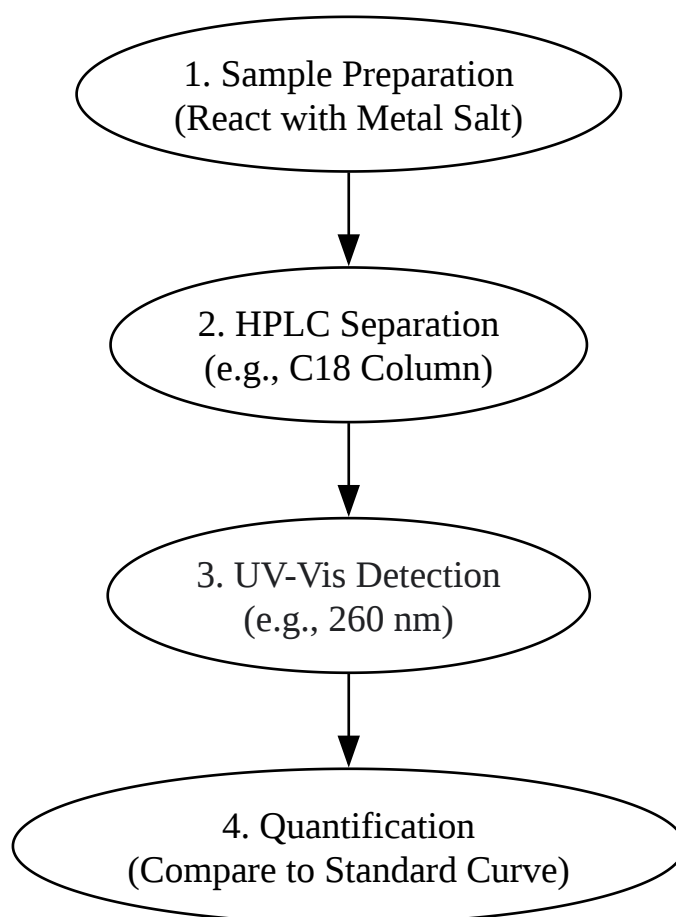 1. Sample Preparation
(React with Metal Salt)
2. HPLC Separation
(e.g., C18 Column)
3. UV-Vis Detection
(e.g., 260 nm)
4. Quantification
(Compare to Standard Curve)